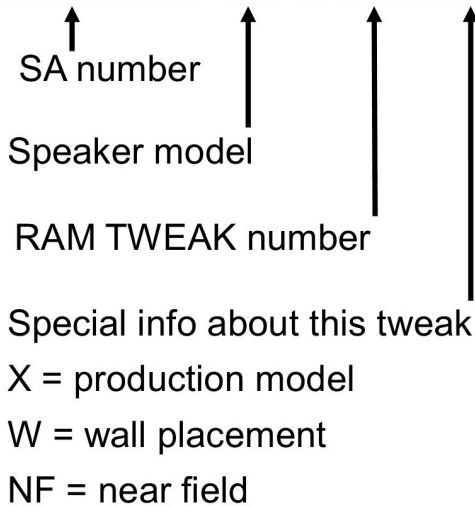 SA number
Speaker model
RAM TWEAK number
Special info about this tweak
X = production model
W = wall placement
NF = near field